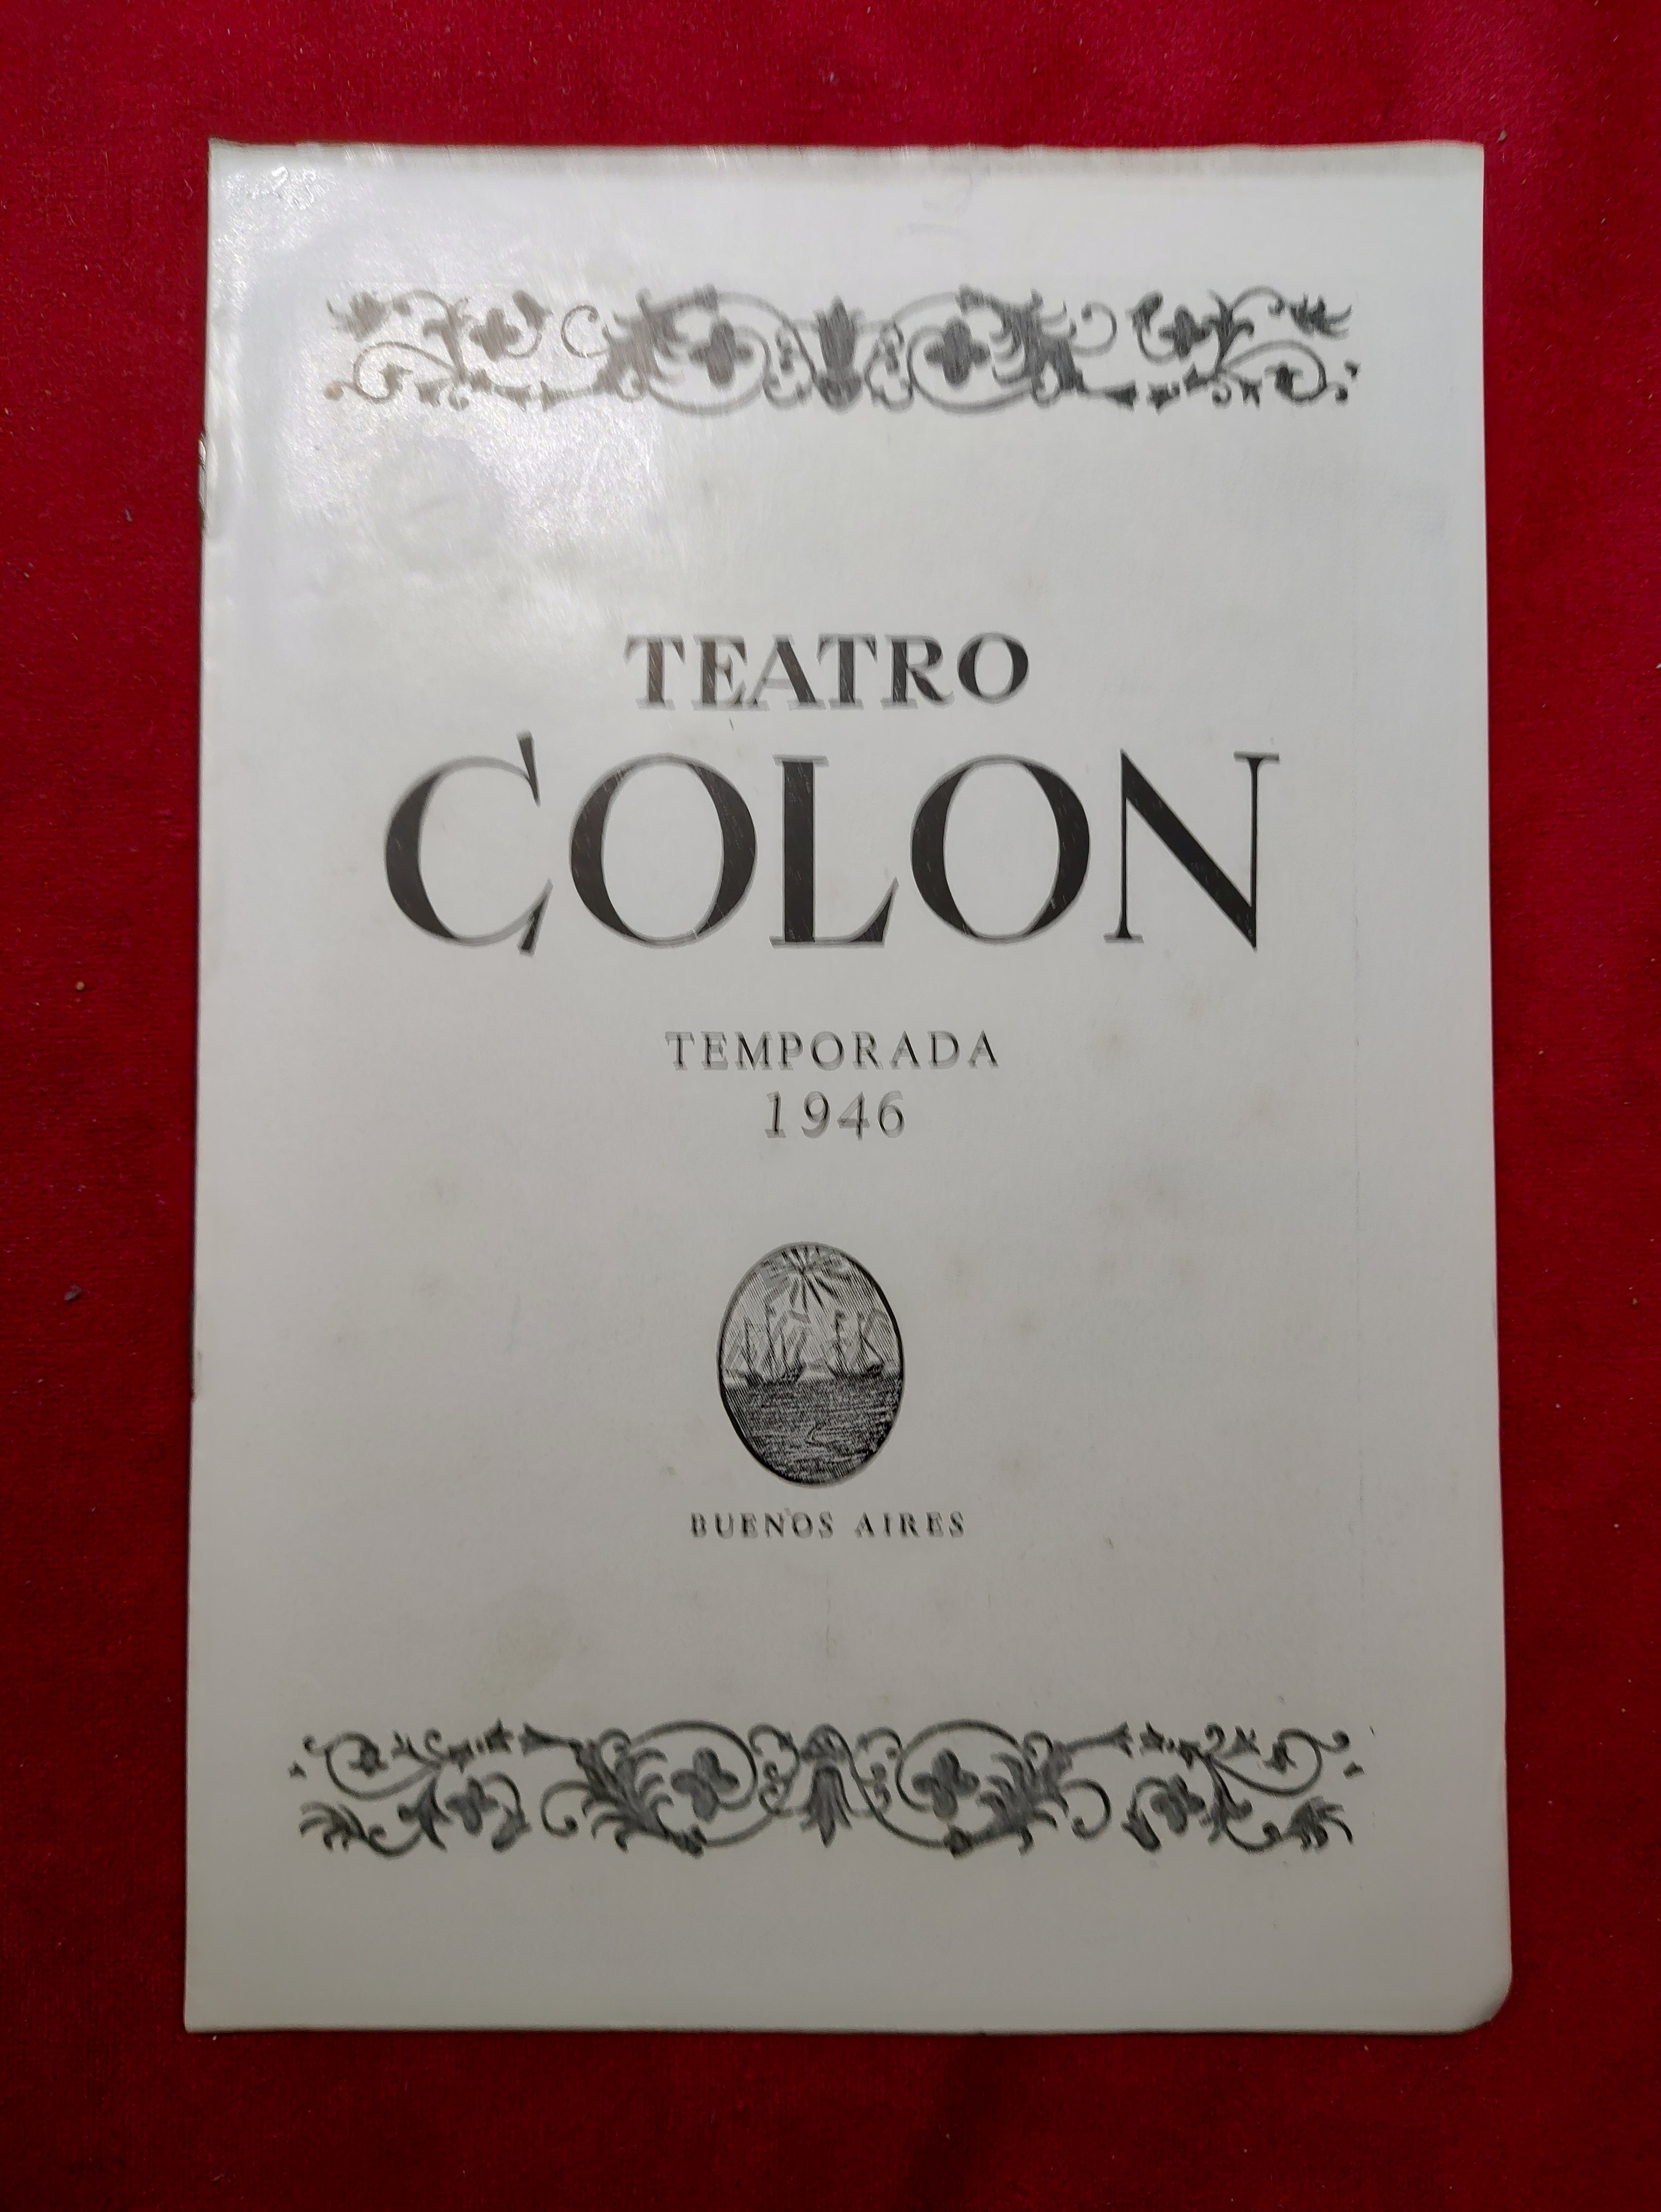 TEATRO
COLON
TEMPORADA
1946
BUENOS AIRES